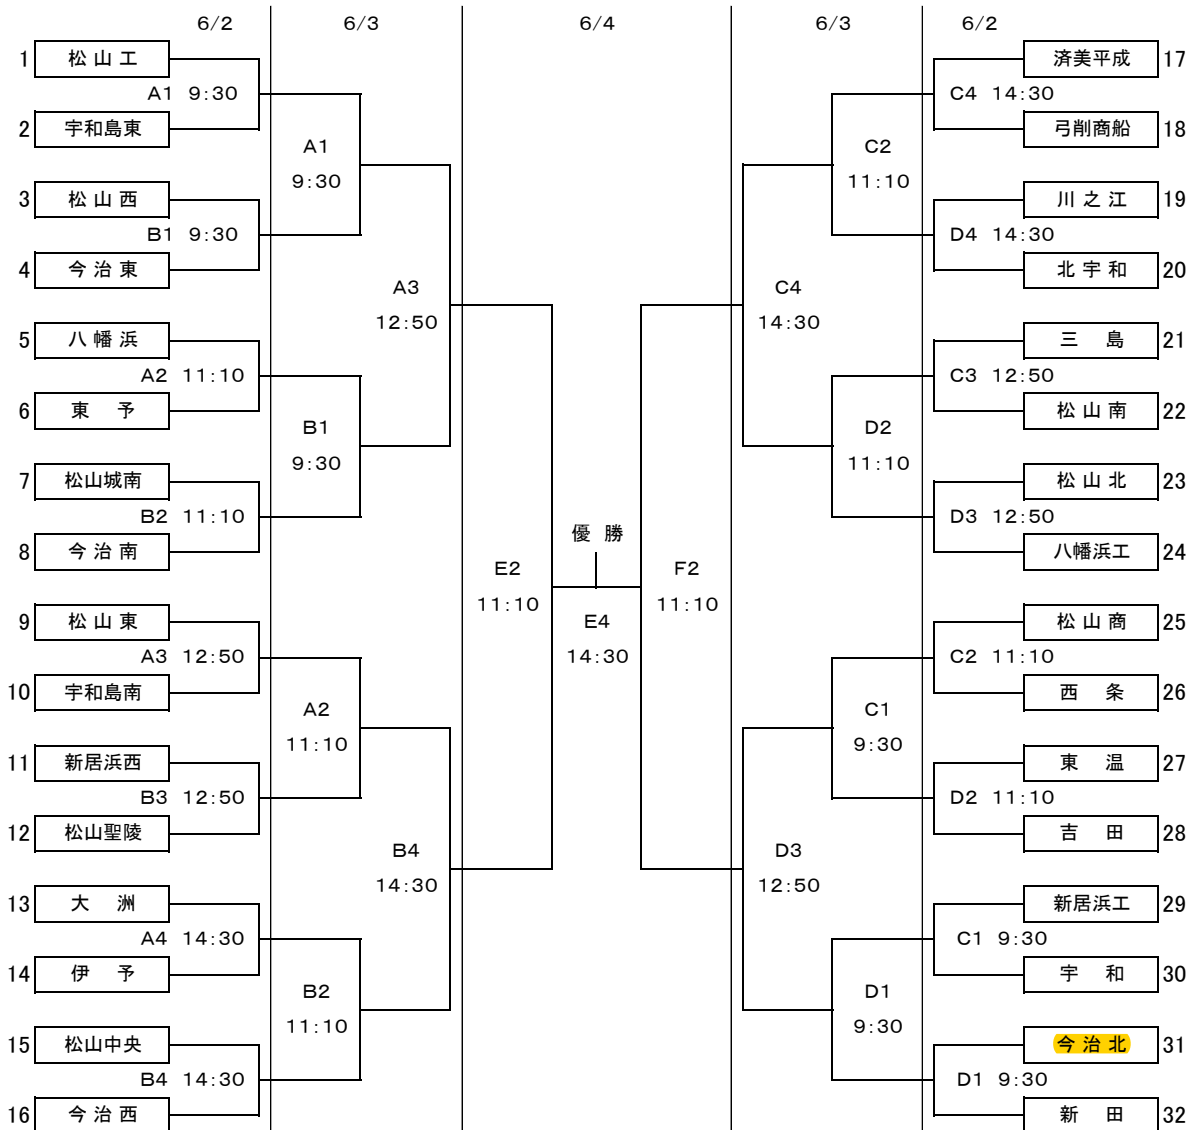 6/2 6/3 6/4 6/3 6/2
1 松山工 済美平成 17
A1 9:30 C4 14:30
2 宇和島東 弓削商船 18
A1 C2
9:30 11:10
3 松山西 川之江 19
B1 9:30 D4 14:30
4 今治東 北宇和 20
A3 C4
12:50 14:30
5 八幡浜 三島 21
A2 11:10 C3 12:50
6 東予 松山南 22
B1 D2
9:30 11:10
7 松山城南 松山北 23
B2 11:10 D3 12:50
優勝
8 今治南 八幡浜工 24
E2 F2
11:10 11:10
E4
14:30
9 松山東 松山商 25
A3 12:50 C2 11:10
10 宇和島南 西条 26
A2 C1
11:10 9:30
11 新居浜西 東温 27
B3 12:50 D2 11:10
12 松山聖陵 吉田 28
B4 D3
14:30 12:50
13 大洲 新居浜工 29
A4 14:30 C1 9:30
14 伊予 宇和 30
B2 D1
11:10 9:30
15 松山中央 今治北 31
B4 14:30 D1 9:30
16 今治西 新田 32